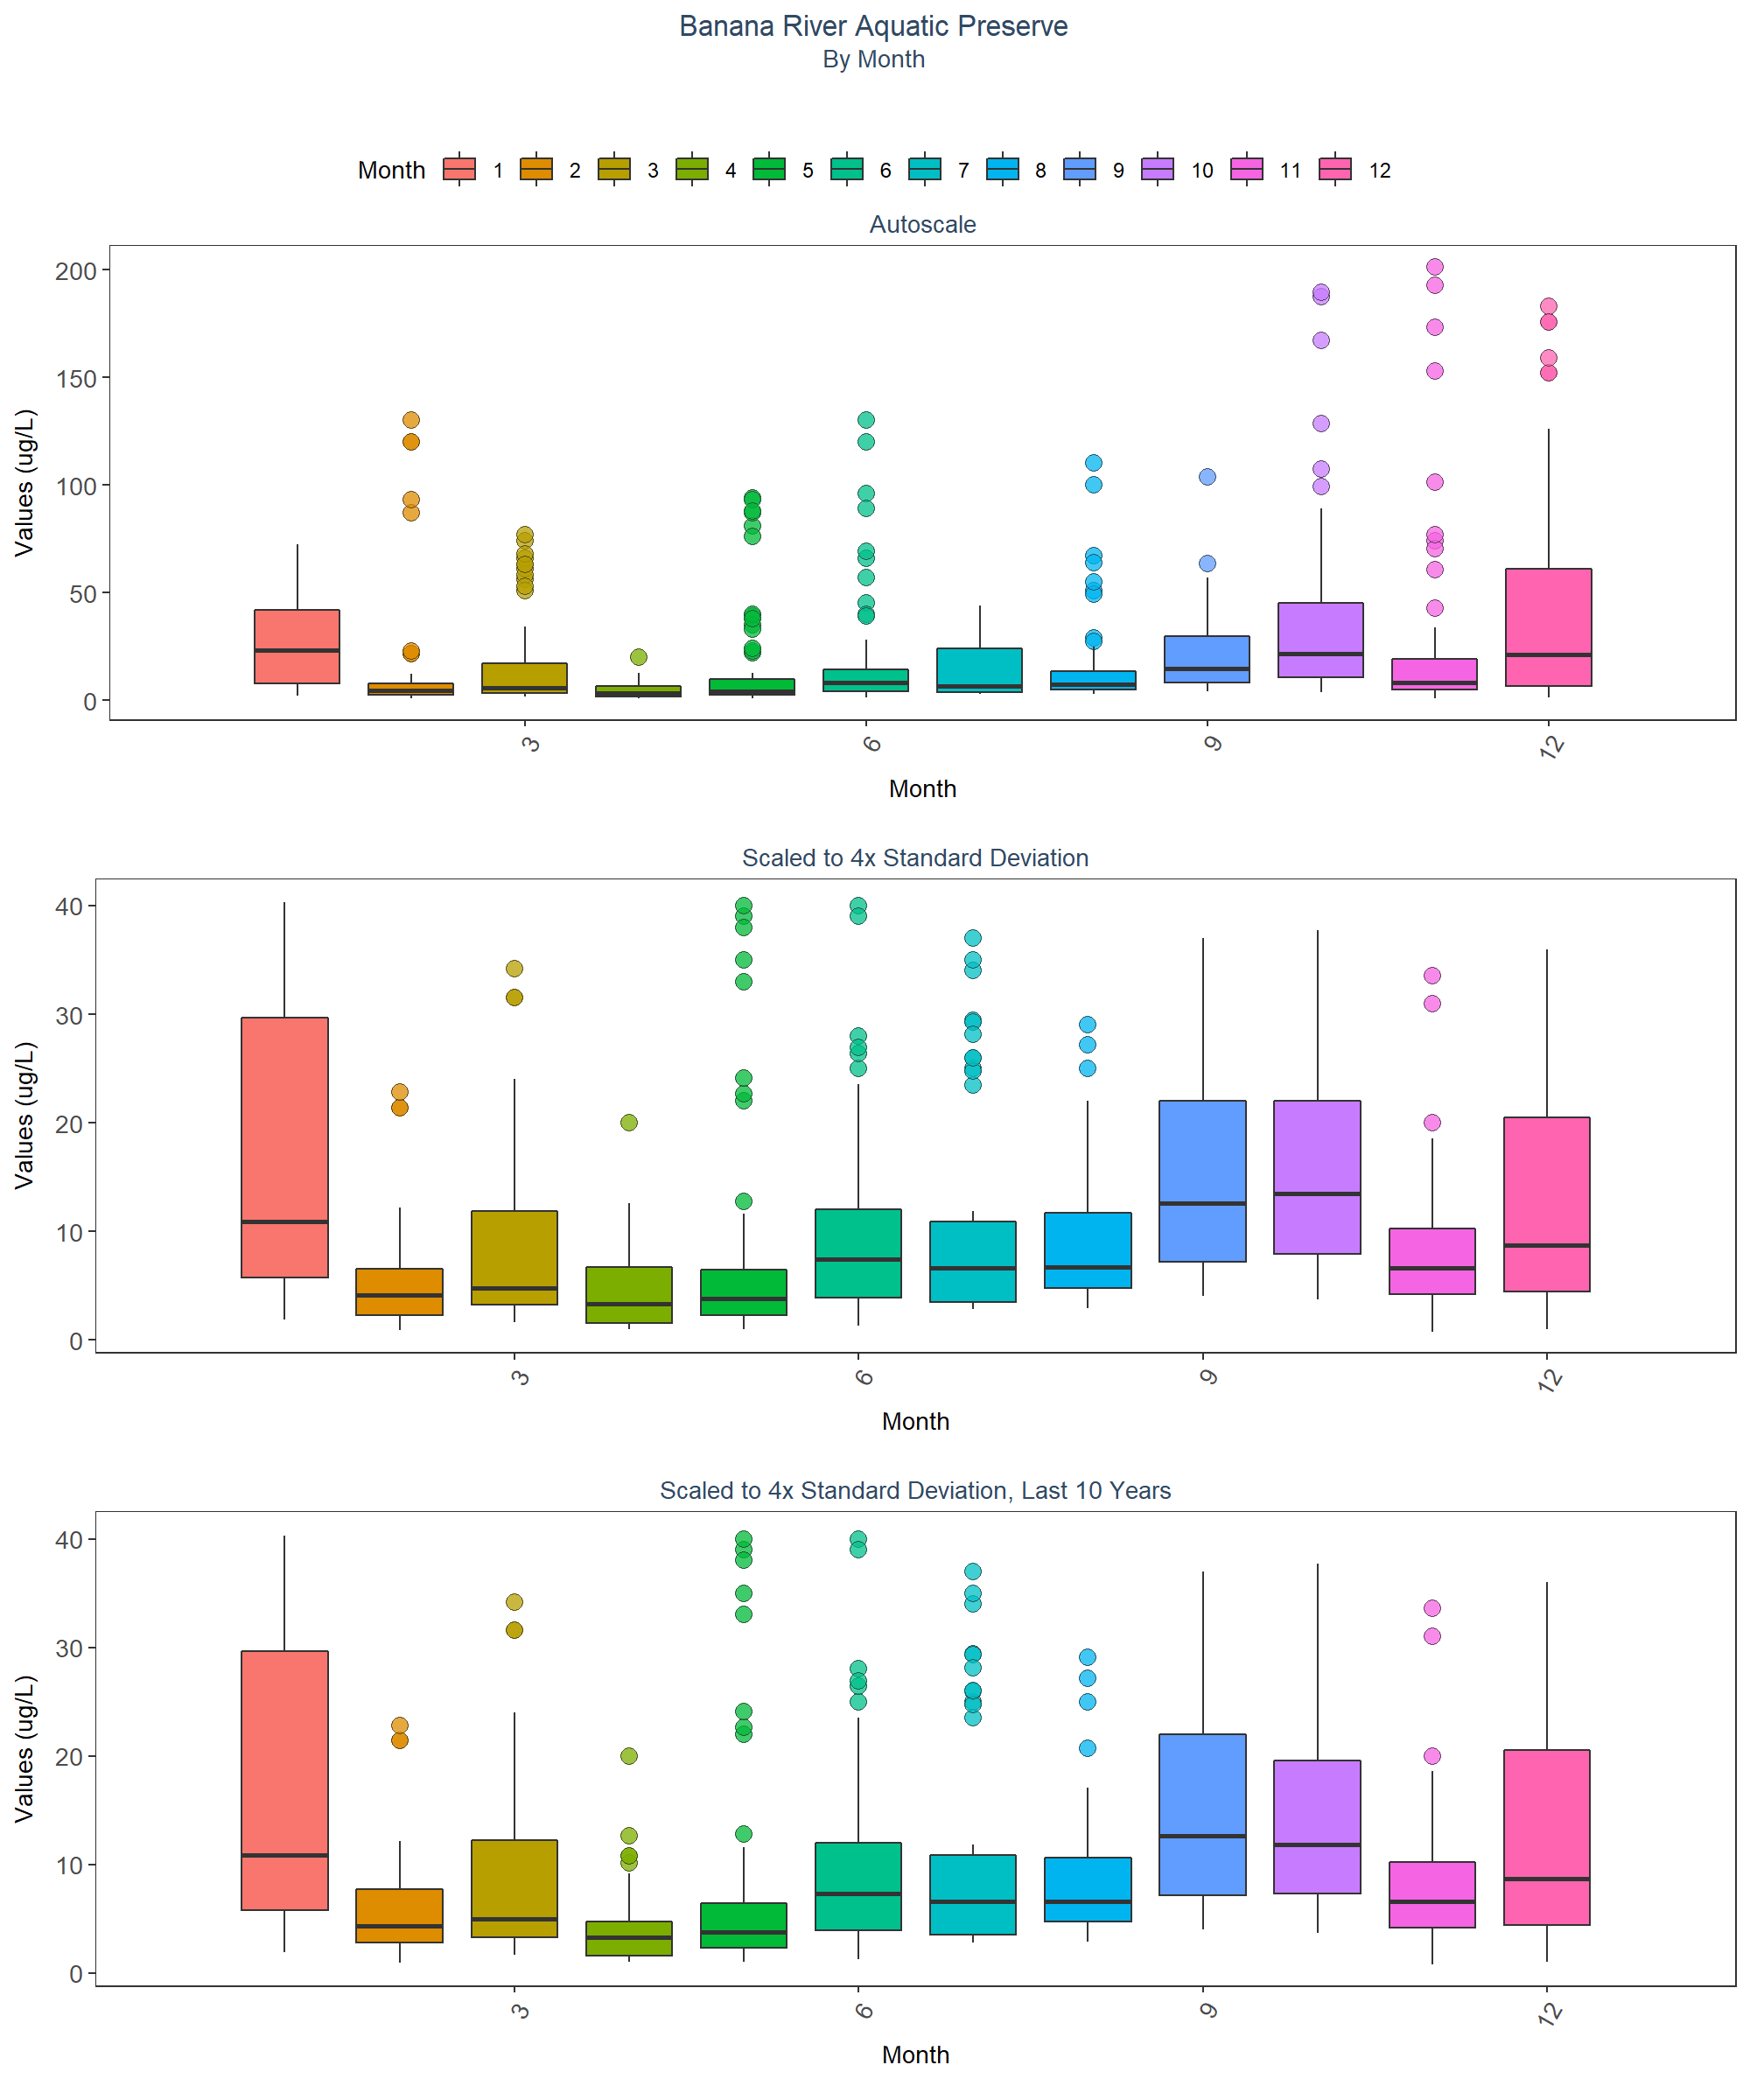 Banana River Aquatic Preserve
By Month
Month 1 2 3 4 5 6 7 8 9 10 11 12
Autoscale
Values (ug/L)
200
150
100
50
0
3 6 9 12
Month
Scaled to 4x Standard Deviation
Values (ug/L)
40
30
20
10
0
3 6 9 12
Month
Scaled to 4x Standard Deviation, Last 10 Years
Values (ug/L)
40
30
20
10
0
3 6 9 12
Month